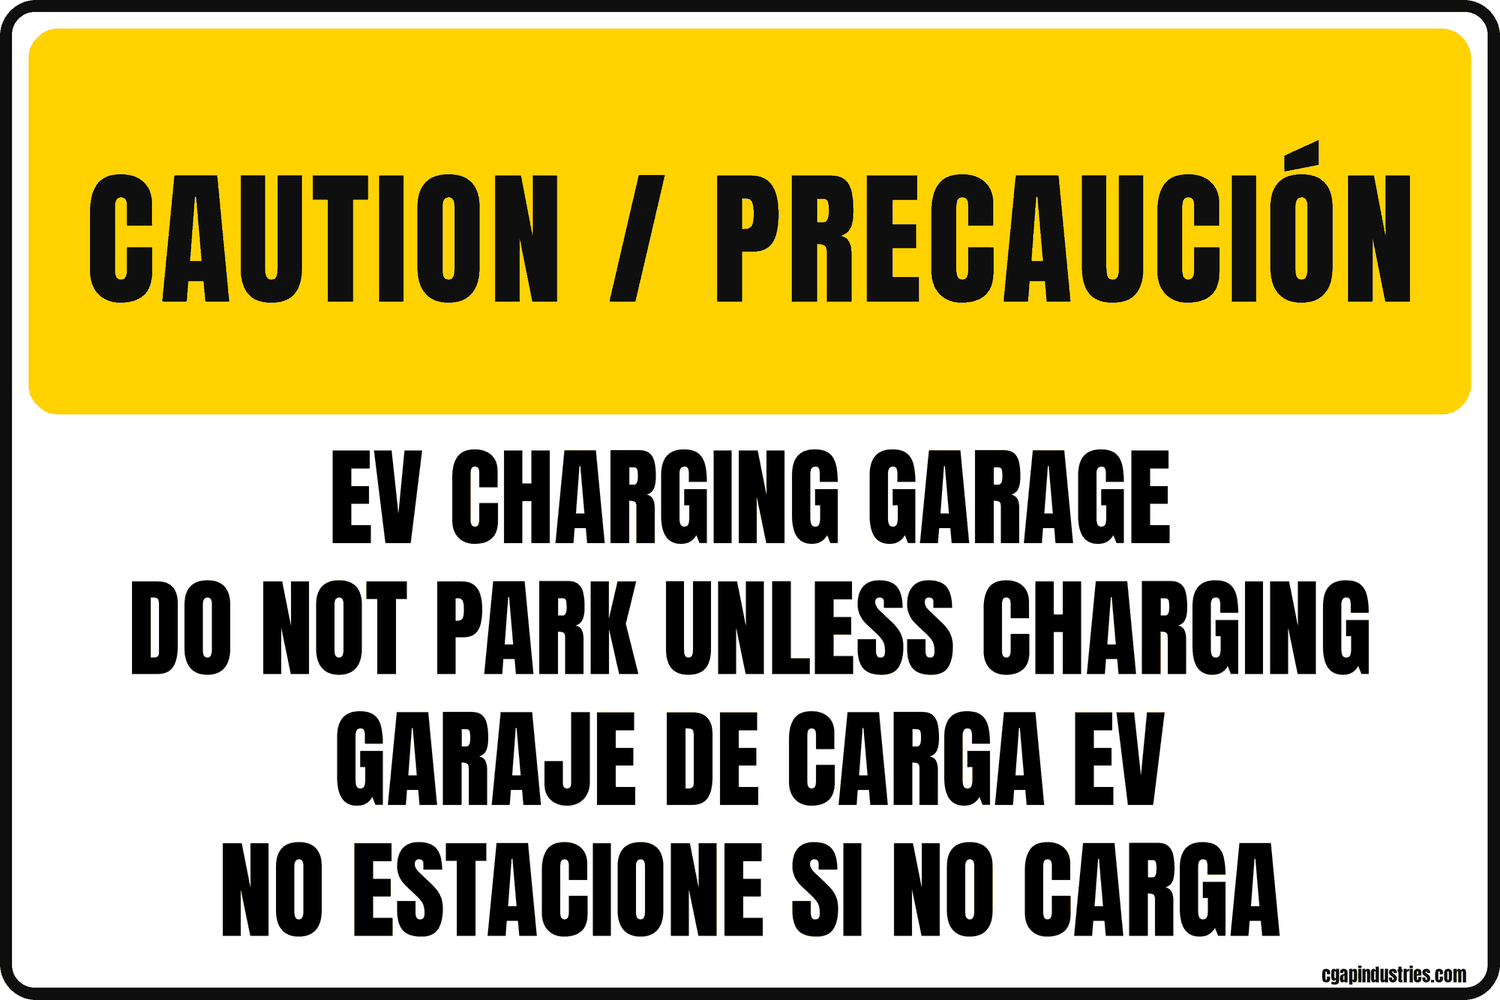 CAUTION / PRECAUCIÓN
EV CHARGING GARAGE
DO NOT PARK UNLESS CHARGING
GARAJE DE CARGA EV
NO ESTACIONE SI NO CARGA
cgapindustries.com